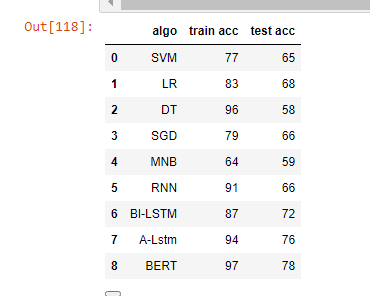 Out[118]:
algo train acc test acc
0 SVM 77 65
1 LR 83 68
2 DT 96 58
3 SGD 79 66
4 MNB 64 59
5 RNN 91 66
6 BI-LSTM 87 72
7 A-Lstm 94 76
8 BERT 97 78